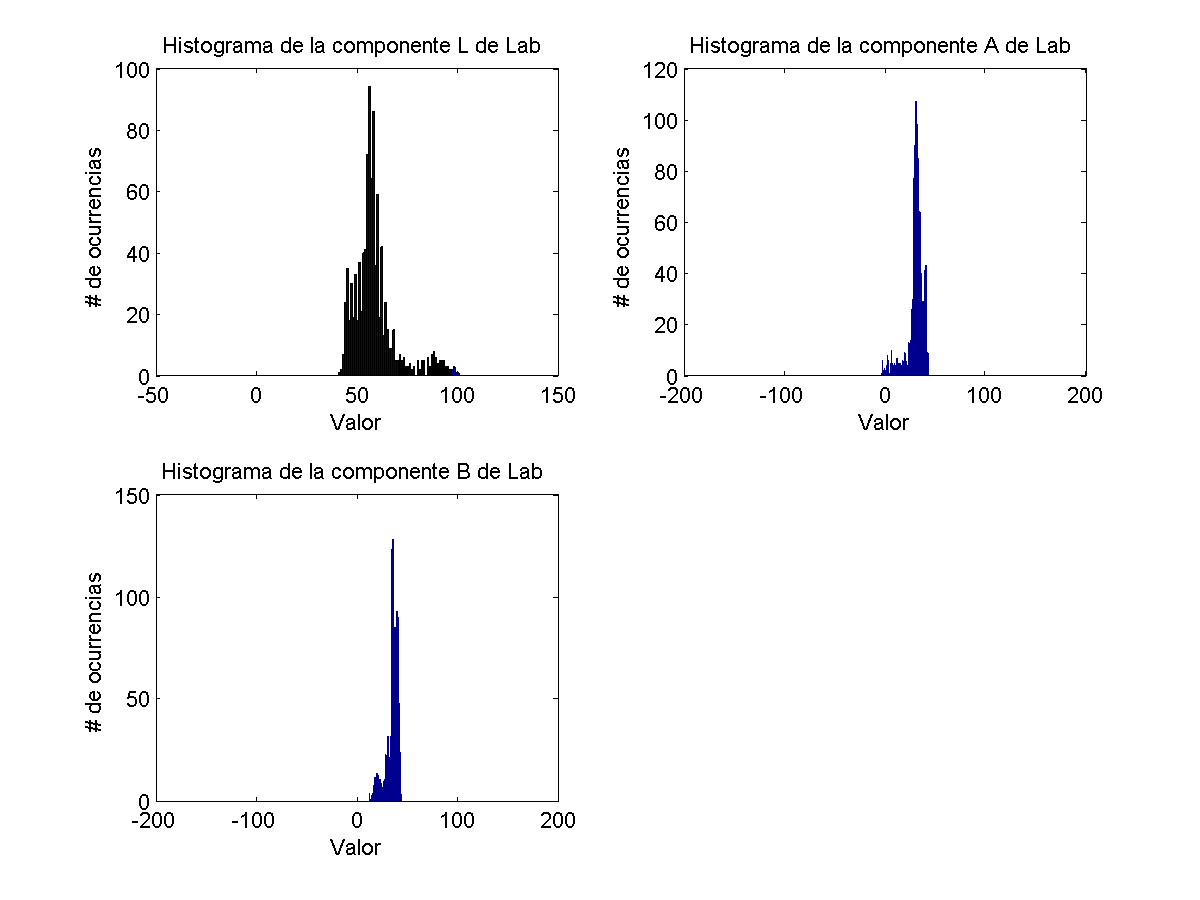 Histograma de la componente L de Lab
100
80
60
40
20
0
-50 0 50 100 150
# de ocurrencias
Valor
Histograma de la componente A de Lab
120
100
80
60
40
20
0
-200 -100 0 100 200
# de ocurrencias
Valor
Histograma de la componente B de Lab
150
100
50
0
-200 -100 0 100 200
# de ocurrencias
Valor